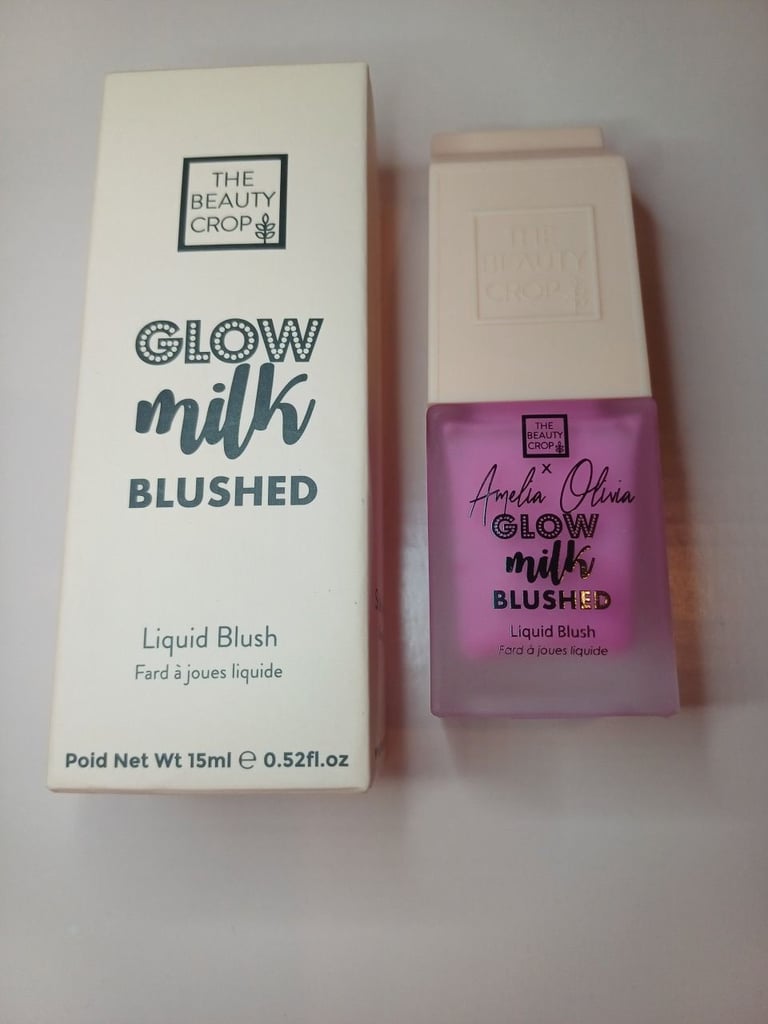 THE
BEAUTY
CROP
GLOW
milk
BLUSHED
Liquid Blush
Fard à joues liquide
Poid Net Wt 15ml ℮ 0.52fl.oz
THE
BEAUTY
CROP
THE
BEAUTY
CROP
x
Amelia Olivia
GLOW
milk
BLUSHED
Liquid Blush
Fard à joues liquide